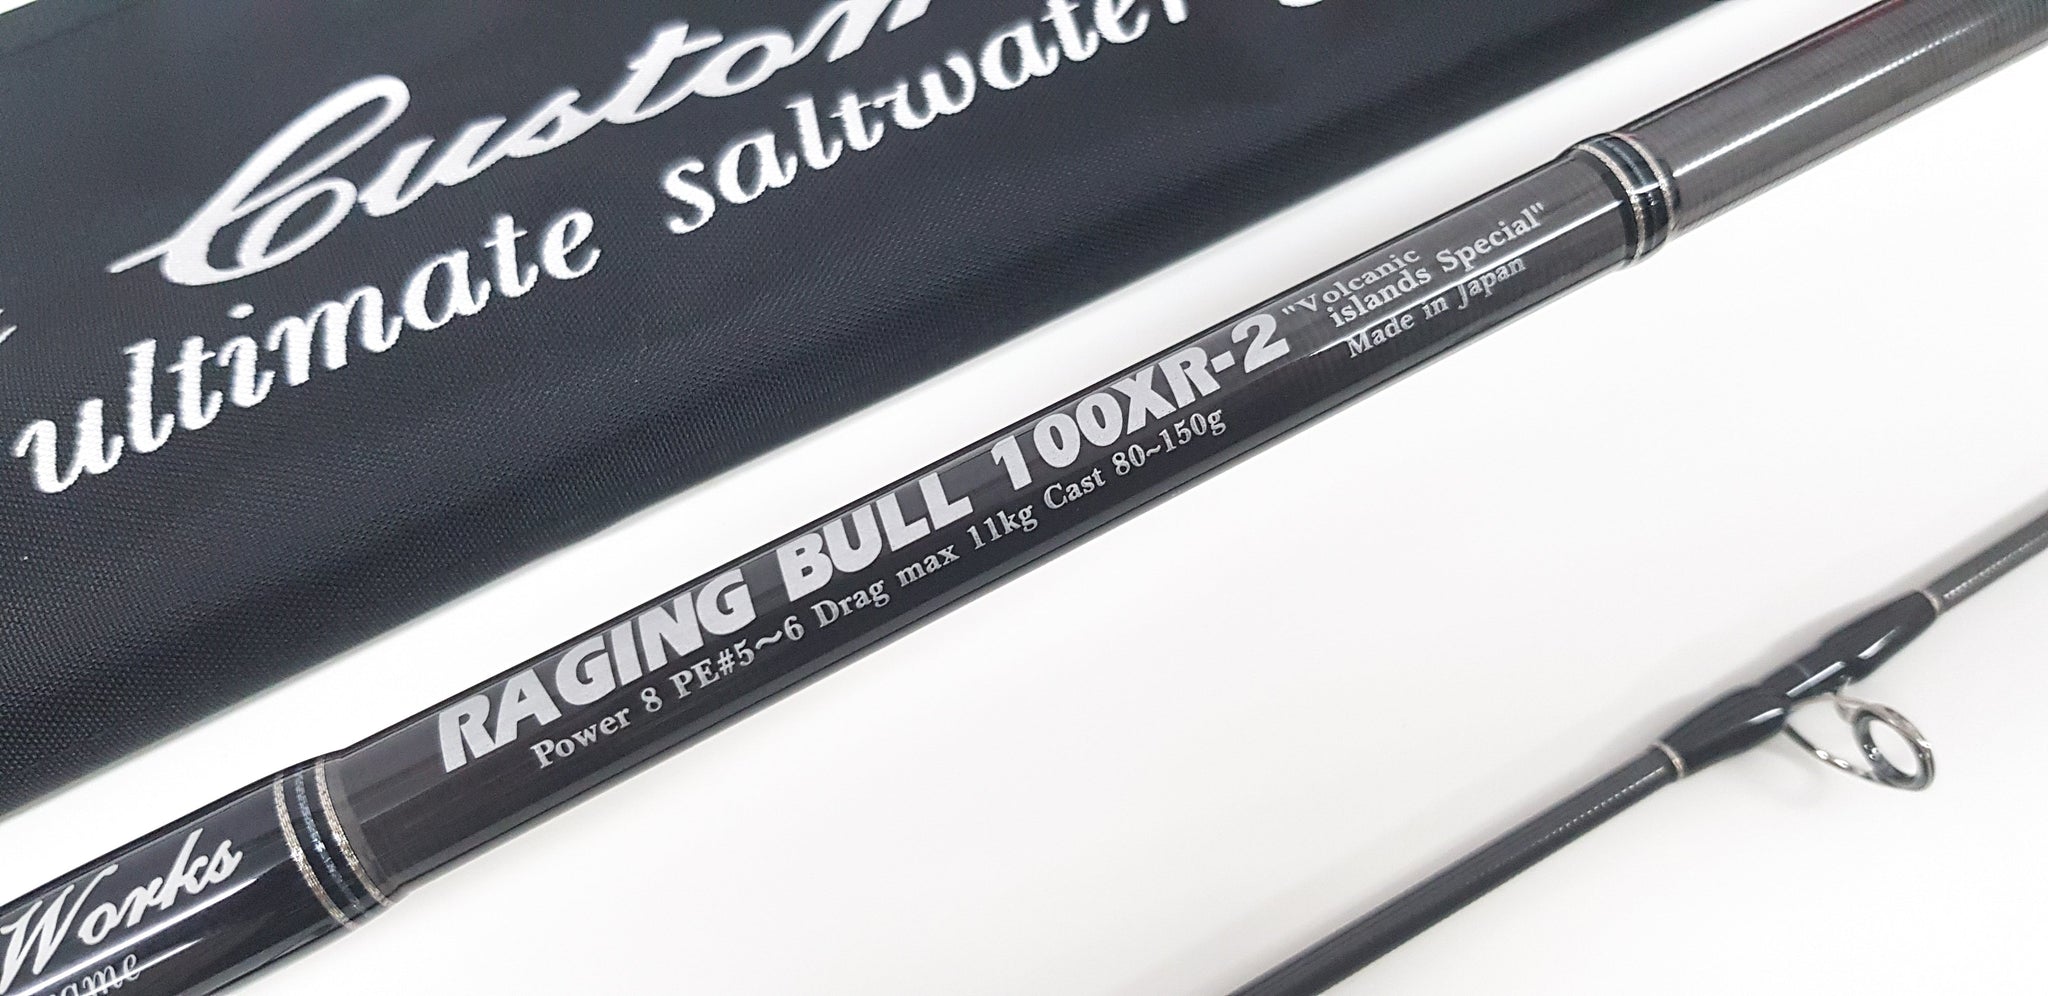 Custom
ultimate saltwater
RAGING BULL 100XR-2
Power 8 PE#5~6 Drag max 11kg Cast 80~150g
"Volcanic
islands Special"
Made in Japan
Works